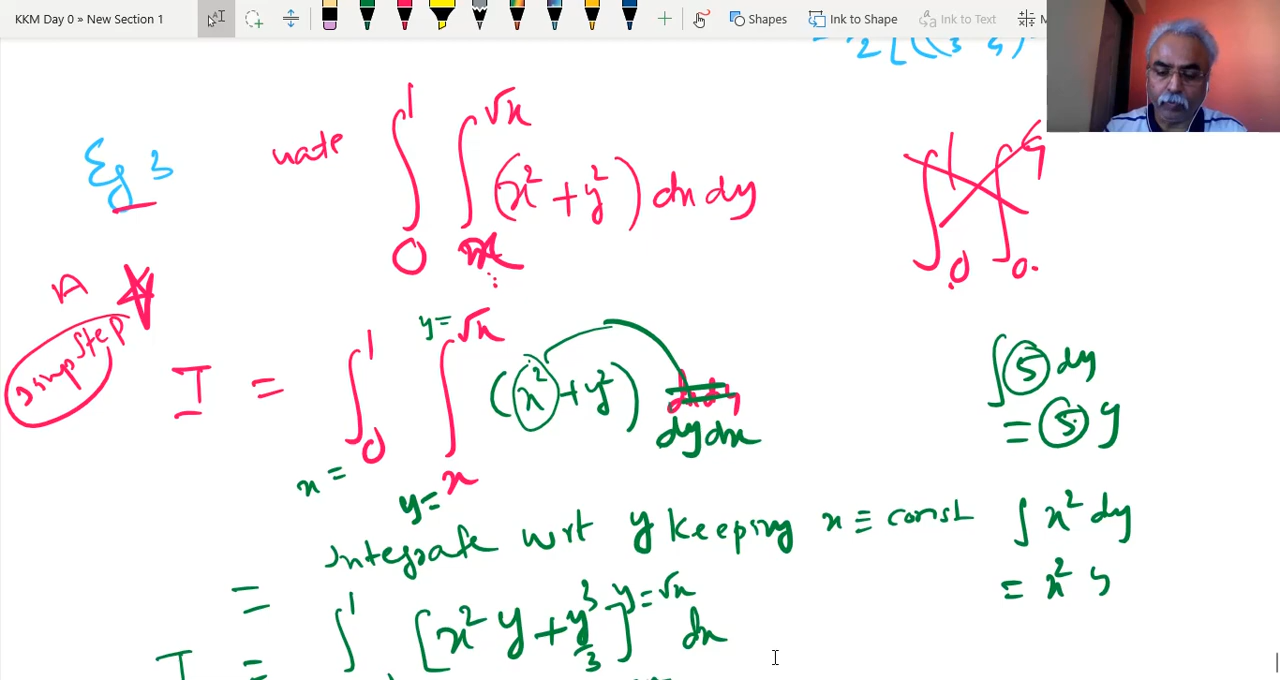 KKM Day 0 » New Section 1
Shapes Ink to Shape Ink to Text
Eg 3
∫₀¹ ∫ₓ^√x (x² + y²) dx dy
Step
I = ∫ₓ₌₀¹ ∫ᵧ₌ₓ^y=√x (x² + y²) dy dx
∫ 5 dy
= 5 y
Integrate wrt y keeping x ≡ const
∫ x² dy
= x² y
=
I = ∫¹ [x² y + y³/3]^y=√x dx